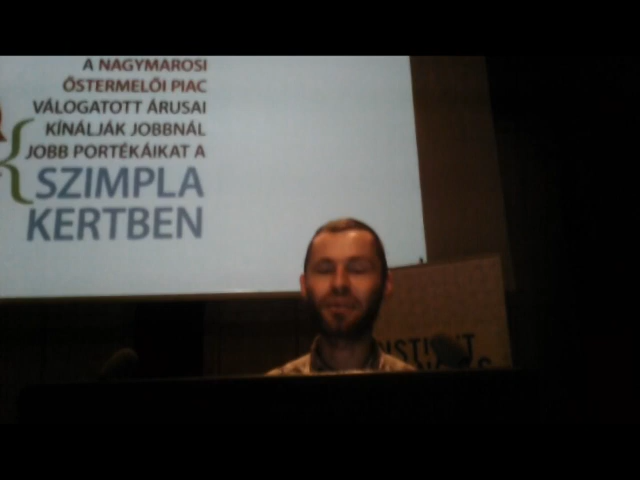 A NAGYMAROSI
ŐSTERMELŐI PIAC
VÁLOGATOTT ÁRUSAI
KÍNÁLJÁK JOBBNÁL
JOBB PORTÉKÁIKAT A
SZIMPLA
KERTBEN